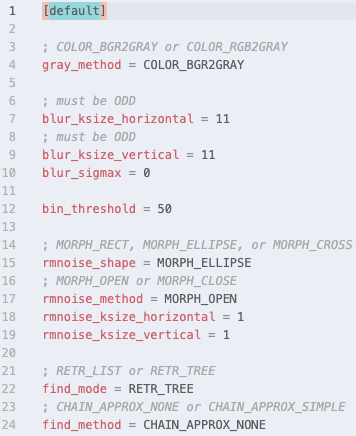 1 [default]
2
3 ; COLOR_BGR2GRAY or COLOR_RGB2GRAY
4 gray_method = COLOR_BGR2GRAY
5
6 ; must be ODD
7 blur_ksize_horizontal = 11
8 ; must be ODD
9 blur_ksize_vertical = 11
10 blur_sigmax = 0
11
12 bin_threshold = 50
13
14 ; MORPH_RECT, MORPH_ELLIPSE, or MORPH_CROSS
15 rmnoise_shape = MORPH_ELLIPSE
16 ; MORPH_OPEN or MORPH_CLOSE
17 rmnoise_method = MORPH_OPEN
18 rmnoise_ksize_horizontal = 1
19 rmnoise_ksize_vertical = 1
20
21 ; RETR_LIST or RETR_TREE
22 find_mode = RETR_TREE
23 ; CHAIN_APPROX_NONE or CHAIN_APPROX_SIMPLE
24 find_method = CHAIN_APPROX_NONE